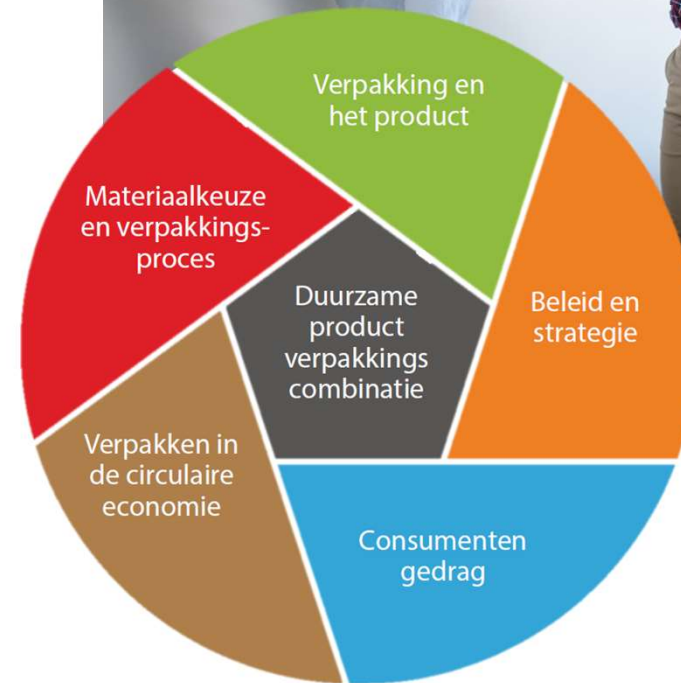 Verpakking en
het product
Materiaalkeuze
en verpakkings-
proces
Duurzame
product
verpakkings
combinatie
Beleid en
strategie
Verpakken in
de circulaire
economie
Consumenten
gedrag